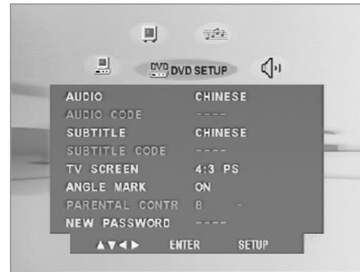 DVD DVD SETUP
AUDIO CHINESE
AUDIO CODE ----
SUBTITLE CHINESE
SUBTITLE CODE ----
TV SCREEN 4:3 PS
ANGLE MARK ON
PARENTAL CONTR 8 -
NEW PASSWORD ----
▲▼◀▶ ENTER SETUP